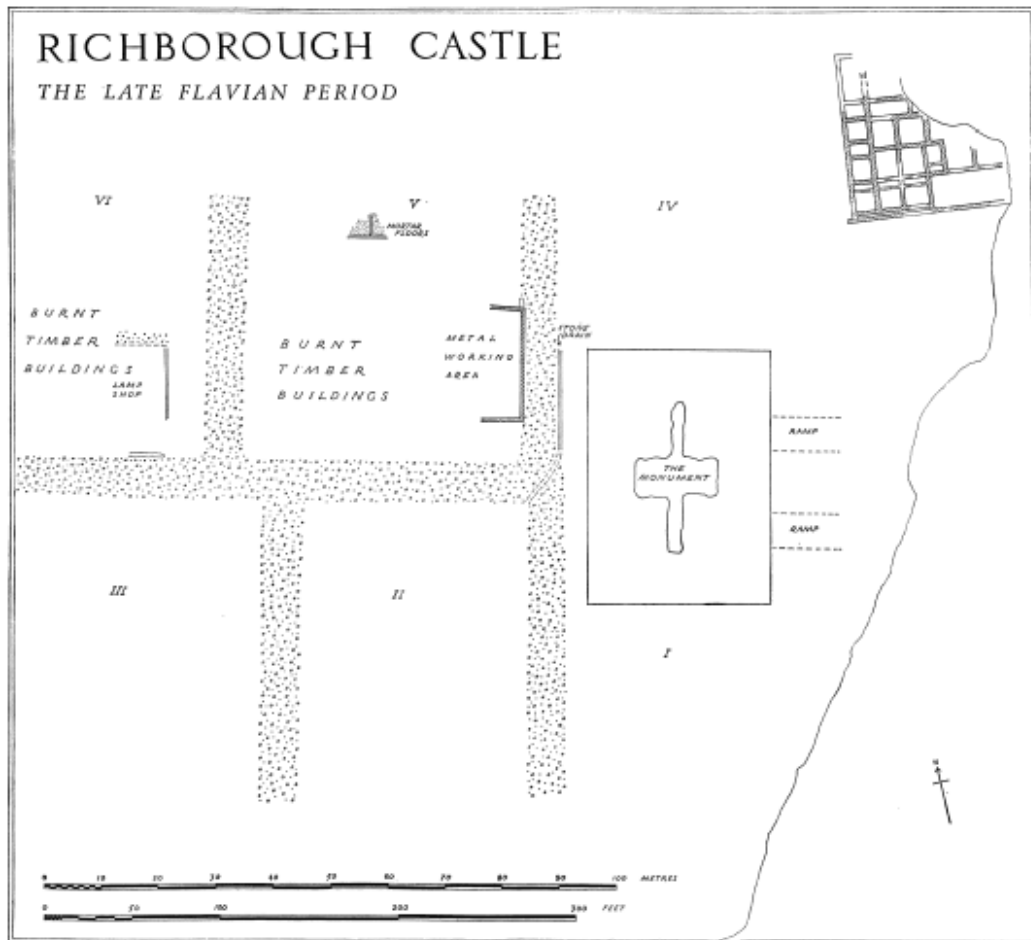 RICHBOROUGH CASTLE
THE LATE FLAVIAN PERIOD
VI
V
IV
MORTAR
FLOORS
BURNT
TIMBER
BUILDINGS
LAMP
SHOP
BURNT
TIMBER
BUILDINGS
METAL
WORKING
AREA
STONE
DRAIN
THE
MONUMENT
RAMP
RAMP
III
II
I
N
0 10 20 30 40 50 60 70 80 90 100 METRES
0 50 100 200 300 FEET